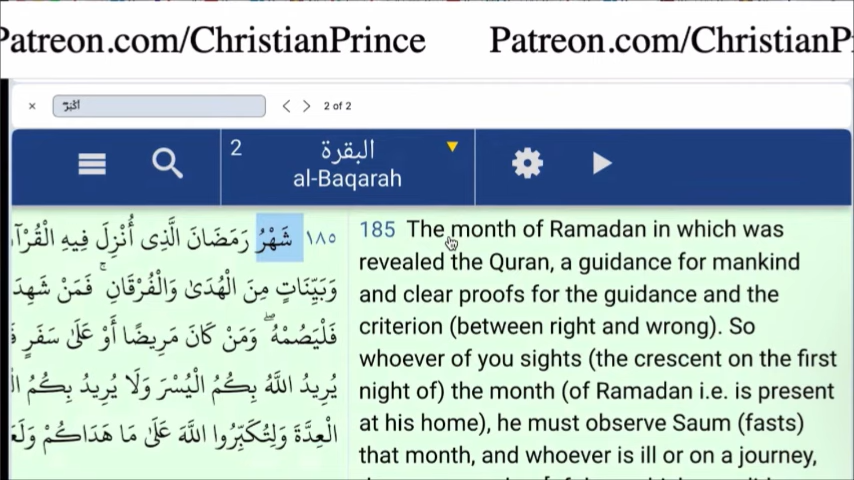 Patreon.com/ChristianPrince Patreon.com/ChristianP
2 of 2
2
البقرة
al-Baqarah
١٨٥ شَهْرُ رَمَضَانَ الَّذِى أُنْزِلَ فِيهِ الْقُرْآ
وَبَيِّنَاتٍ مِنَ الْهُدَىٰ وَالْفُرْقَانِ ۚ فَمَنْ شَهِدَ
فَلْيَصُمْهُ ۖ وَمَنْ كَانَ مَرِيضًا أَوْ عَلَىٰ سَفَرٍ
يُرِيدُ اللَّهُ بِكُمُ الْيُسْرَ وَلَا يُرِيدُ بِكُمُ
الْعِدَّةَ وَلِتُكَبِّرُوا اللَّهَ عَلَىٰ مَا هَدَاكُمْ
185 The month of Ramadan in which was
revealed the Quran, a guidance for mankind
and clear proofs for the guidance and the
criterion (between right and wrong). So
whoever of you sights (the crescent on the first
night of) the month (of Ramadan i.e. is present
at his home), he must observe Saum (fasts)
that month, and whoever is ill or on a journey,